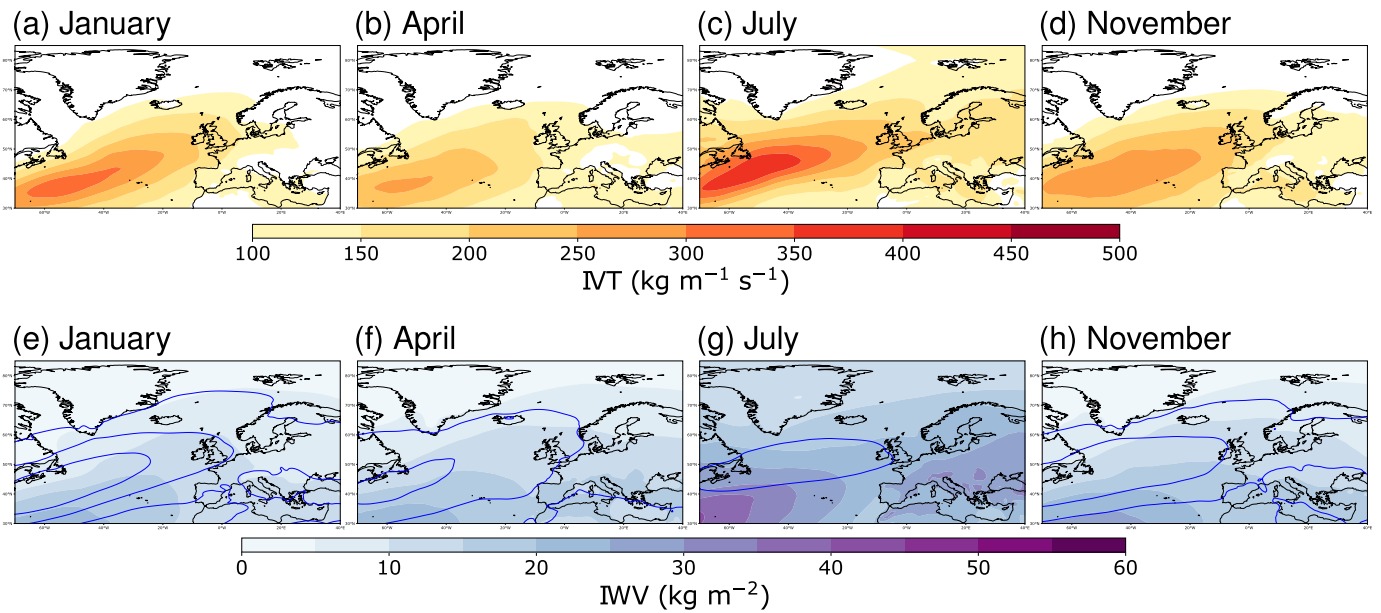 (a) January (b) April (c) July (d) November
100 150 200 250 300 350 400 450 500
IVT (kg m⁻¹ s⁻¹)
(e) January (f) April (g) July (h) November
0 10 20 30 40 50 60
IWV (kg m⁻²)